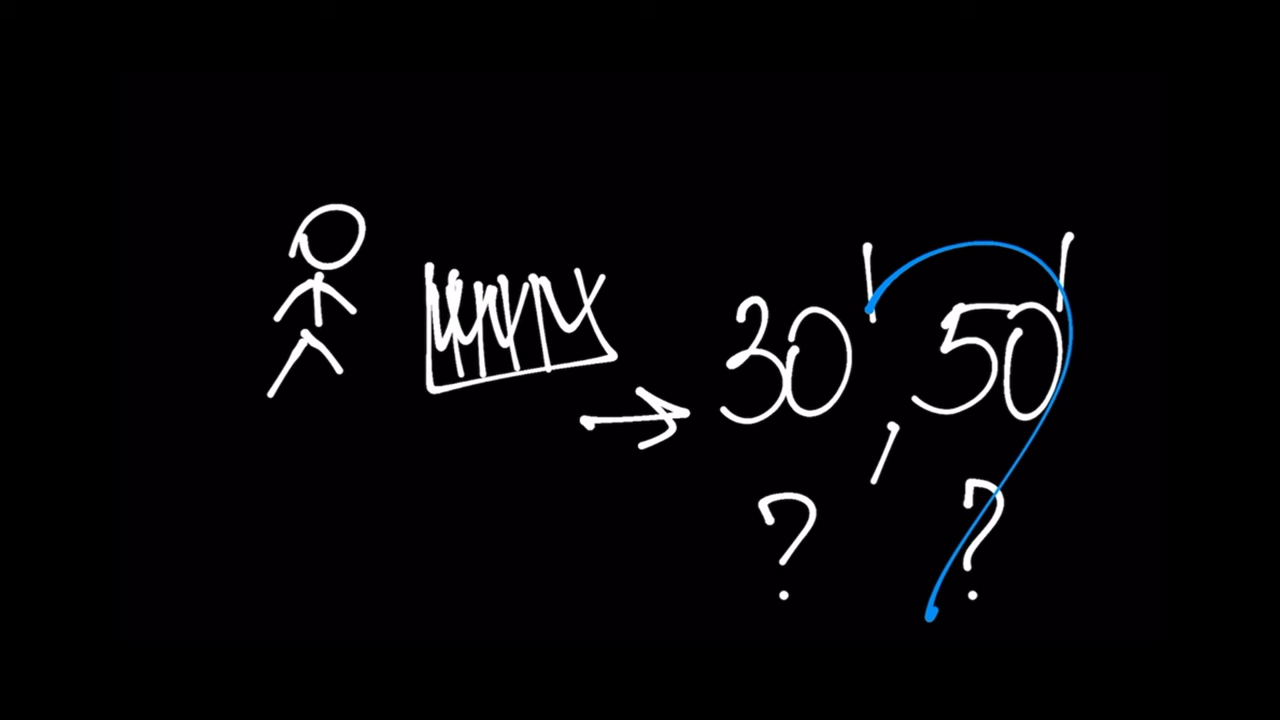 → 30', 50'
? ?